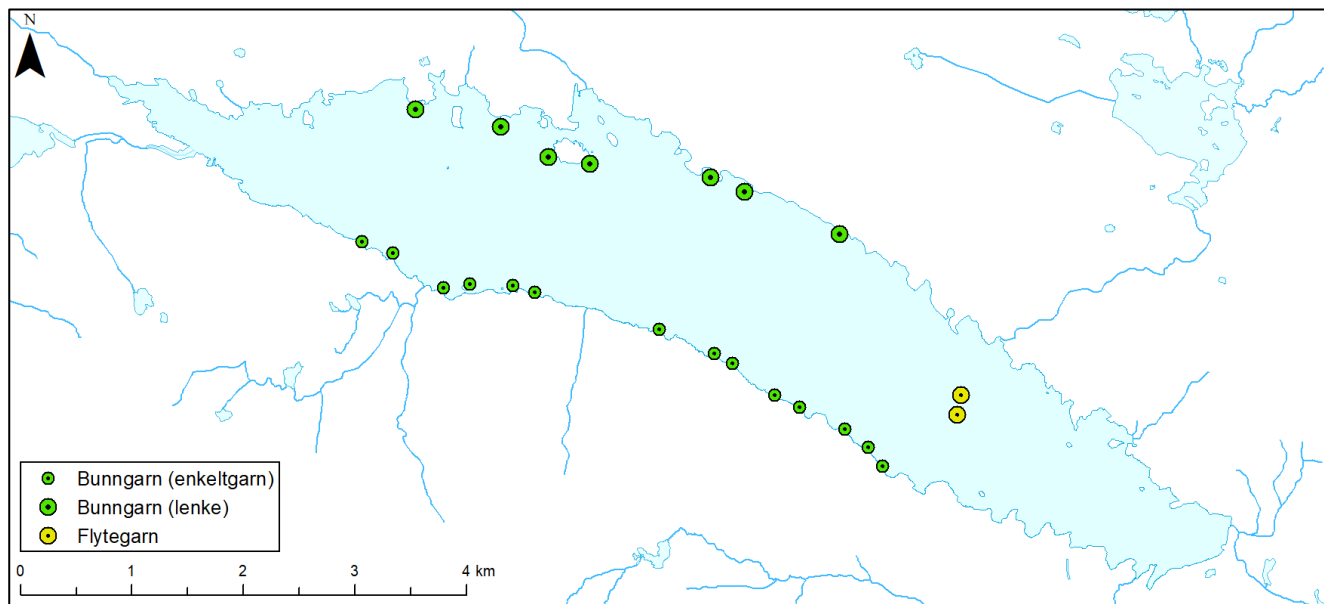 N
Bunngarn (enkeltgarn)
Bunngarn (lenke)
Flytegarn
0 1 2 3 4 km